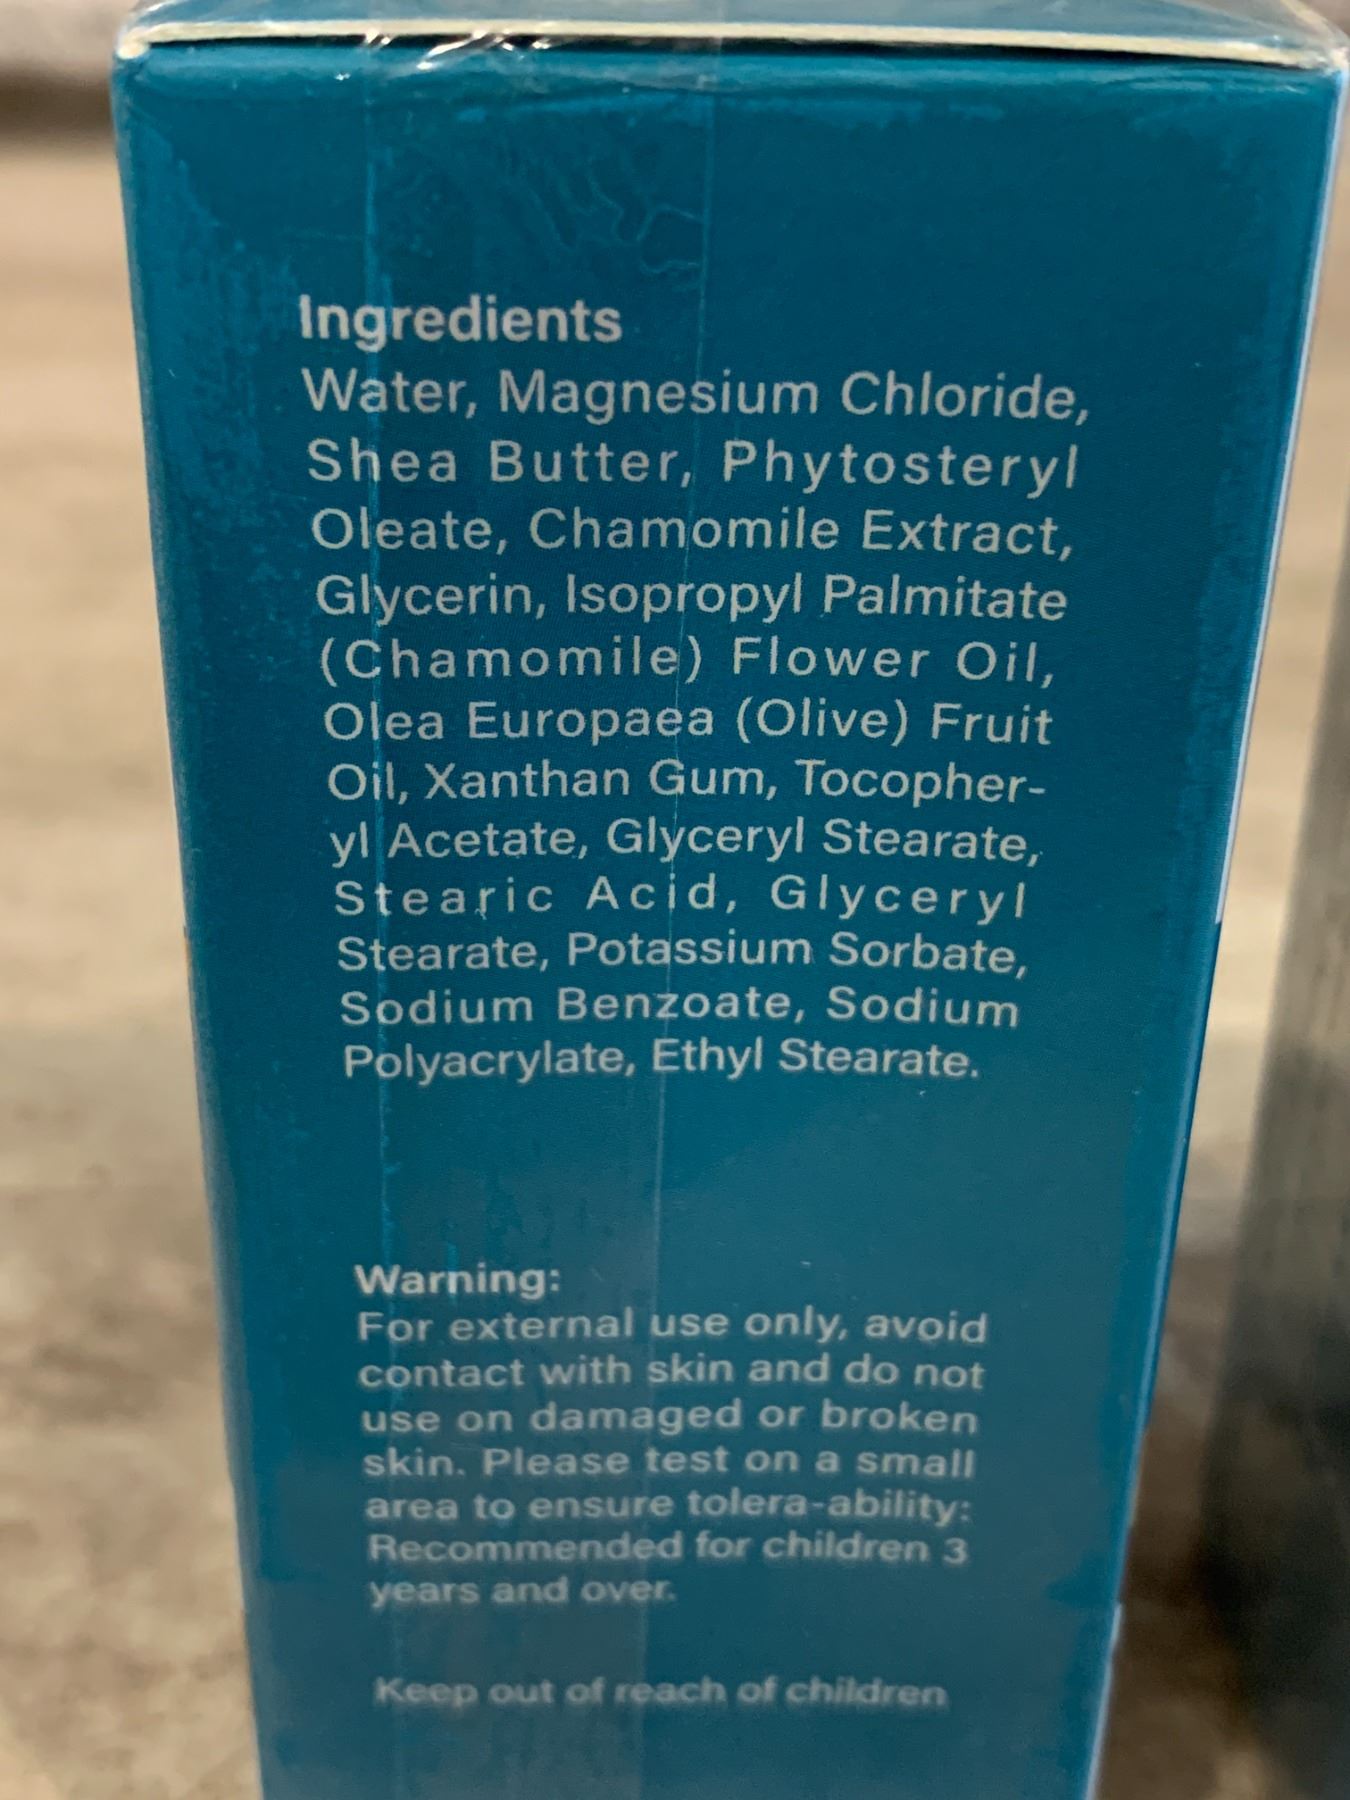 Ingredients
Water, Magnesium Chloride,
Shea Butter, Phytosteryl
Oleate, Chamomile Extract,
Glycerin, Isopropyl Palmitate
(Chamomile) Flower Oil,
Olea Europaea (Olive) Fruit
Oil, Xanthan Gum, Tocopher-
yl Acetate, Glyceryl Stearate,
Stearic Acid, Glyceryl
Stearate, Potassium Sorbate,
Sodium Benzoate, Sodium
Polyacrylate, Ethyl Stearate.
Warning:
For external use only, avoid
contact with skin and do not
use on damaged or broken
skin. Please test on a small
area to ensure tolera-ability:
Recommended for children 3
years and over.
Keep out of reach of children